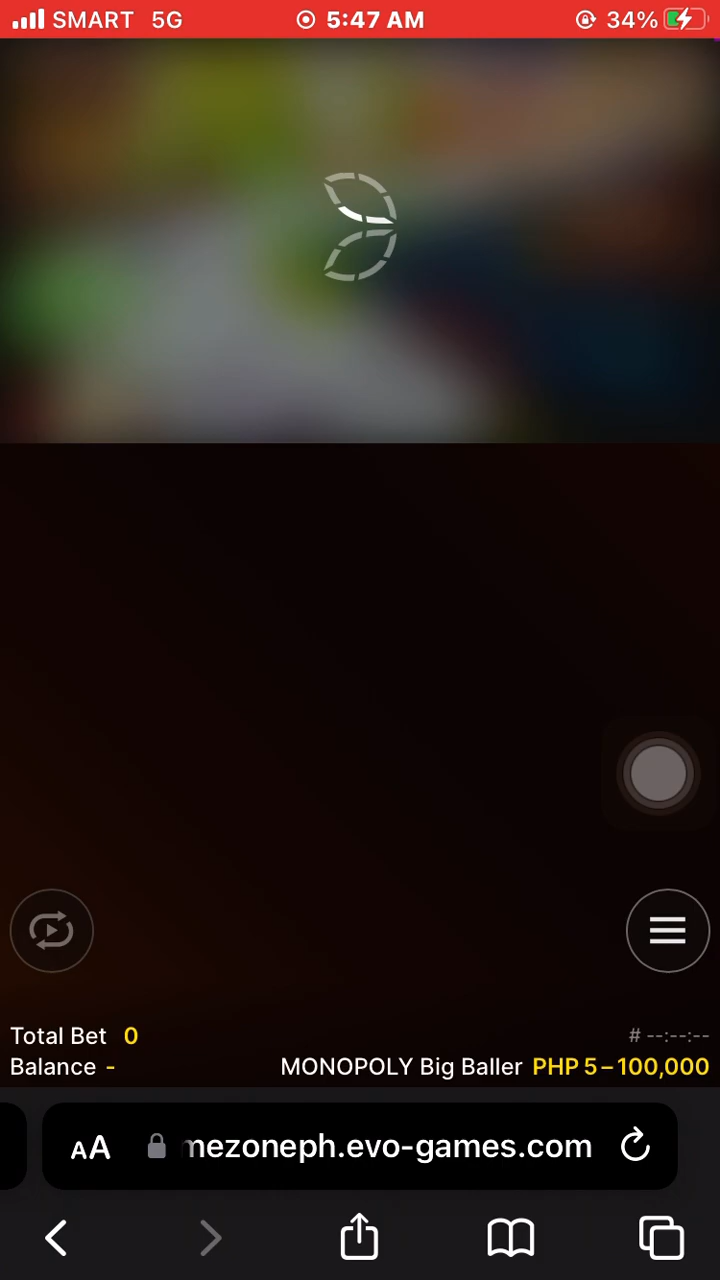 SMART 5G 5:47 AM 34%
Total Bet 0
# --:--:--
Balance -
MONOPOLY Big Baller PHP 5–100,000
AA mezoneph.evo-games.com